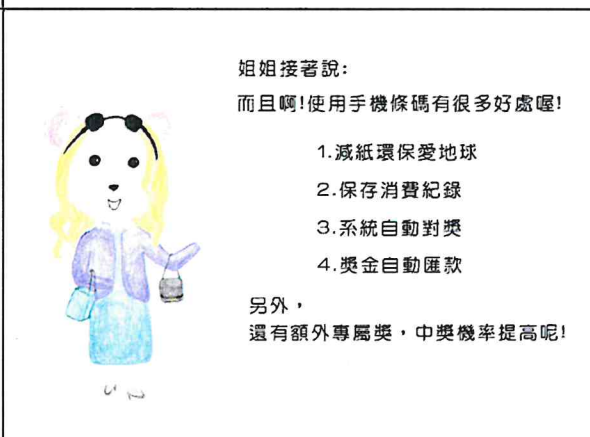 姐姐接著說:
而且啊!使用手機條碼有很多好處喔!
1.減紙環保愛地球
2.保存消費紀錄
3.系統自動對獎
4.獎金自動匯款
另外，
還有額外專屬獎，中獎機率提高呢!